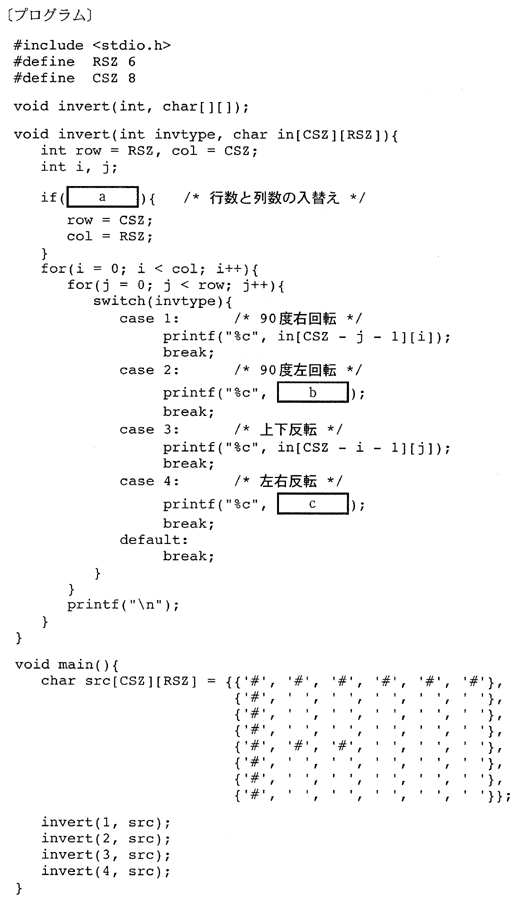 〔プログラム〕
#include <stdio.h>
#define  RSZ 6
#define  CSZ 8
void invert(int, char[][]);
void invert(int invtype, char in[CSZ][RSZ]){
   int row = RSZ, col = CSZ;
   int i, j;
   if( a ){   /* 行数と列数の入替え */
      row = CSZ;
      col = RSZ;
   }
   for(i = 0; i < col; i++){
      for(j = 0; j < row; j++){
         switch(invtype){
            case 1:      /* 90度右回転 */
                 printf("%c", in[CSZ - j - 1][i]);
                 break;
            case 2:      /* 90度左回転 */
                 printf("%c", b );
                 break;
            case 3:      /* 上下反転 */
                 printf("%c", in[CSZ - i - 1][j]);
                 break;
            case 4:      /* 左右反転 */
                 printf("%c", c );
                 break;
            default:
                 break;
         }
      }
      printf("\n");
   }
}
void main(){
   char src[CSZ][RSZ] = {{'#', '#', '#', '#', '#', '#'},
                         {'#', ' ', ' ', ' ', ' ', ' '},
                         {'#', ' ', ' ', ' ', ' ', ' '},
                         {'#', ' ', ' ', ' ', ' ', ' '},
                         {'#', '#', '#', ' ', ' ', ' '},
                         {'#', ' ', ' ', ' ', ' ', ' '},
                         {'#', ' ', ' ', ' ', ' ', ' '},
                         {'#', ' ', ' ', ' ', ' ', ' '}};
   invert(1, src);
   invert(2, src);
   invert(3, src);
   invert(4, src);
}